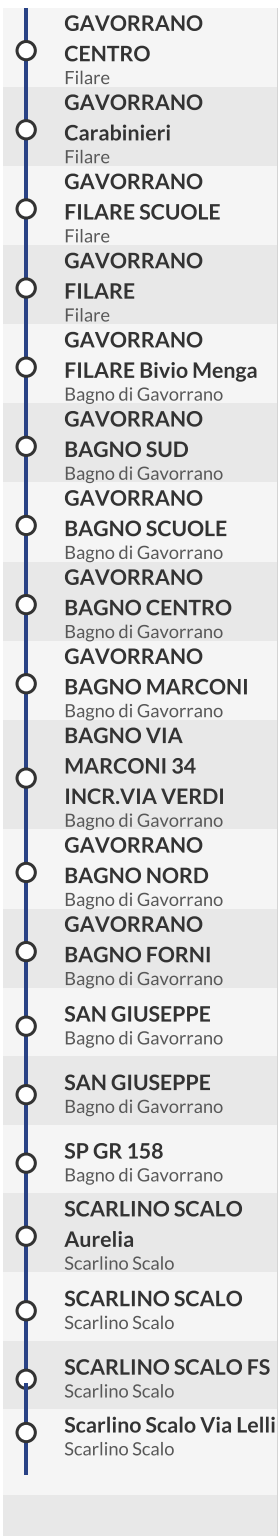 GAVORRANO
CENTRO
Filare
GAVORRANO
Carabinieri
Filare
GAVORRANO
FILARE SCUOLE
Filare
GAVORRANO
FILARE
Filare
GAVORRANO
FILARE Bivio Menga
Bagno di Gavorrano
GAVORRANO
BAGNO SUD
Bagno di Gavorrano
GAVORRANO
BAGNO SCUOLE
Bagno di Gavorrano
GAVORRANO
BAGNO CENTRO
Bagno di Gavorrano
GAVORRANO
BAGNO MARCONI
Bagno di Gavorrano
BAGNO VIA
MARCONI 34
INCR.VIA VERDI
Bagno di Gavorrano
GAVORRANO
BAGNO NORD
Bagno di Gavorrano
GAVORRANO
BAGNO FORNI
Bagno di Gavorrano
SAN GIUSEPPE
Bagno di Gavorrano
SAN GIUSEPPE
Bagno di Gavorrano
SP GR 158
Bagno di Gavorrano
SCARLINO SCALO
Aurelia
Scarlino Scalo
SCARLINO SCALO
Scarlino Scalo
SCARLINO SCALO FS
Scarlino Scalo
Scarlino Scalo Via Lelli
Scarlino Scalo